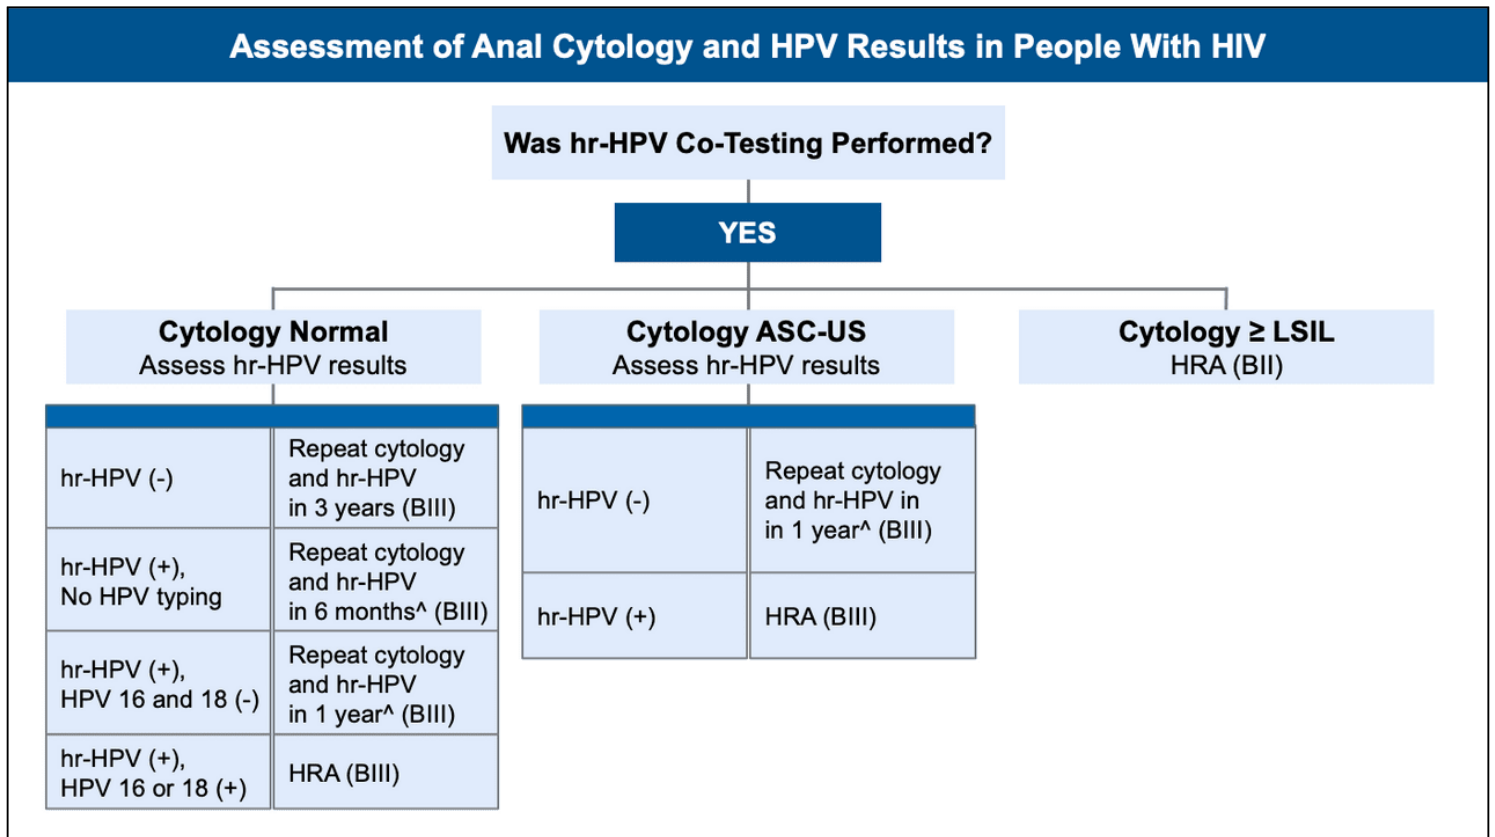 Assessment of Anal Cytology and HPV Results in People With HIV
Was hr-HPV Co-Testing Performed?
YES
Cytology Normal
Assess hr-HPV results
hr-HPV (-)
Repeat cytology
and hr-HPV
in 3 years (BIII)
hr-HPV (+),
No HPV typing
Repeat cytology
and hr-HPV
in 6 months^ (BIII)
hr-HPV (+),
HPV 16 and 18 (-)
Repeat cytology
and hr-HPV
in 1 year^ (BIII)
hr-HPV (+),
HPV 16 or 18 (+)
HRA (BIII)
Cytology ASC-US
Assess hr-HPV results
hr-HPV (-)
Repeat cytology
and hr-HPV in
in 1 year^ (BIII)
hr-HPV (+)
HRA (BIII)
Cytology ≥ LSIL
HRA (BII)